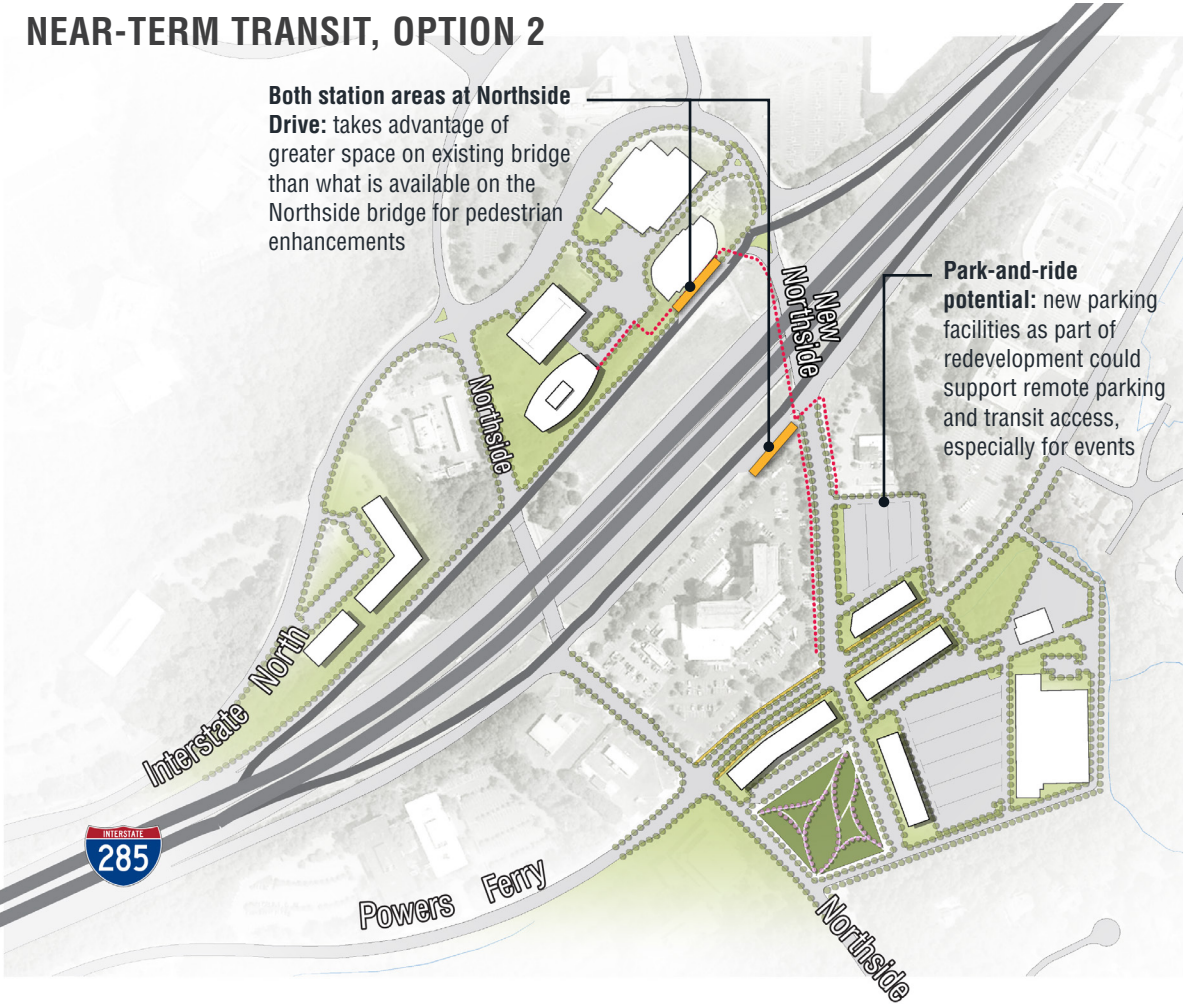 NEAR-TERM TRANSIT, OPTION 2
Both station areas at Northside
Drive: takes advantage of
greater space on existing bridge
than what is available on the
Northside bridge for pedestrian
enhancements
Park-and-ride
potential: new parking
facilities as part of
redevelopment could
support remote parking
and transit access,
especially for events
New
Northside
Northside
Interstate North
INTERSTATE
285
Powers Ferry
Northside